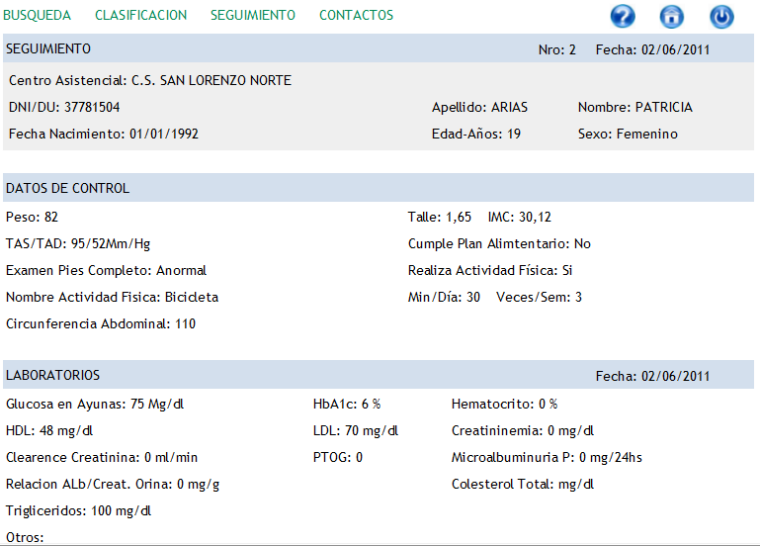 BUSQUEDA CLASIFICACION SEGUIMIENTO CONTACTOS ?
SEGUIMIENTO Nro: 2 Fecha: 02/06/2011
Centro Asistencial: C.S. SAN LORENZO NORTE
DNI/DU: 37781504 Apellido: ARIAS Nombre: PATRICIA
Fecha Nacimiento: 01/01/1992 Edad-Años: 19 Sexo: Femenino
DATOS DE CONTROL
Peso: 82 Talle: 1,65 IMC: 30,12
TAS/TAD: 95/52Mm/Hg Cumple Plan Alimtentario: No
Examen Pies Completo: Anormal Realiza Actividad Física: Si
Nombre Actividad Fisica: Bicicleta Min/Día: 30 Veces/Sem: 3
Circunferencia Abdominal: 110
LABORATORIOS Fecha: 02/06/2011
Glucosa en Ayunas: 75 Mg/dl HbA1c: 6 % Hematocrito: 0 %
HDL: 48 mg/dl LDL: 70 mg/dl Creatininemia: 0 mg/dl
Clearence Creatinina: 0 ml/min PTOG: 0 Microalbuminuria P: 0 mg/24hs
Relacion ALb/Creat. Orina: 0 mg/g Colesterol Total: mg/dl
Trigliceridos: 100 mg/dl
Otros: